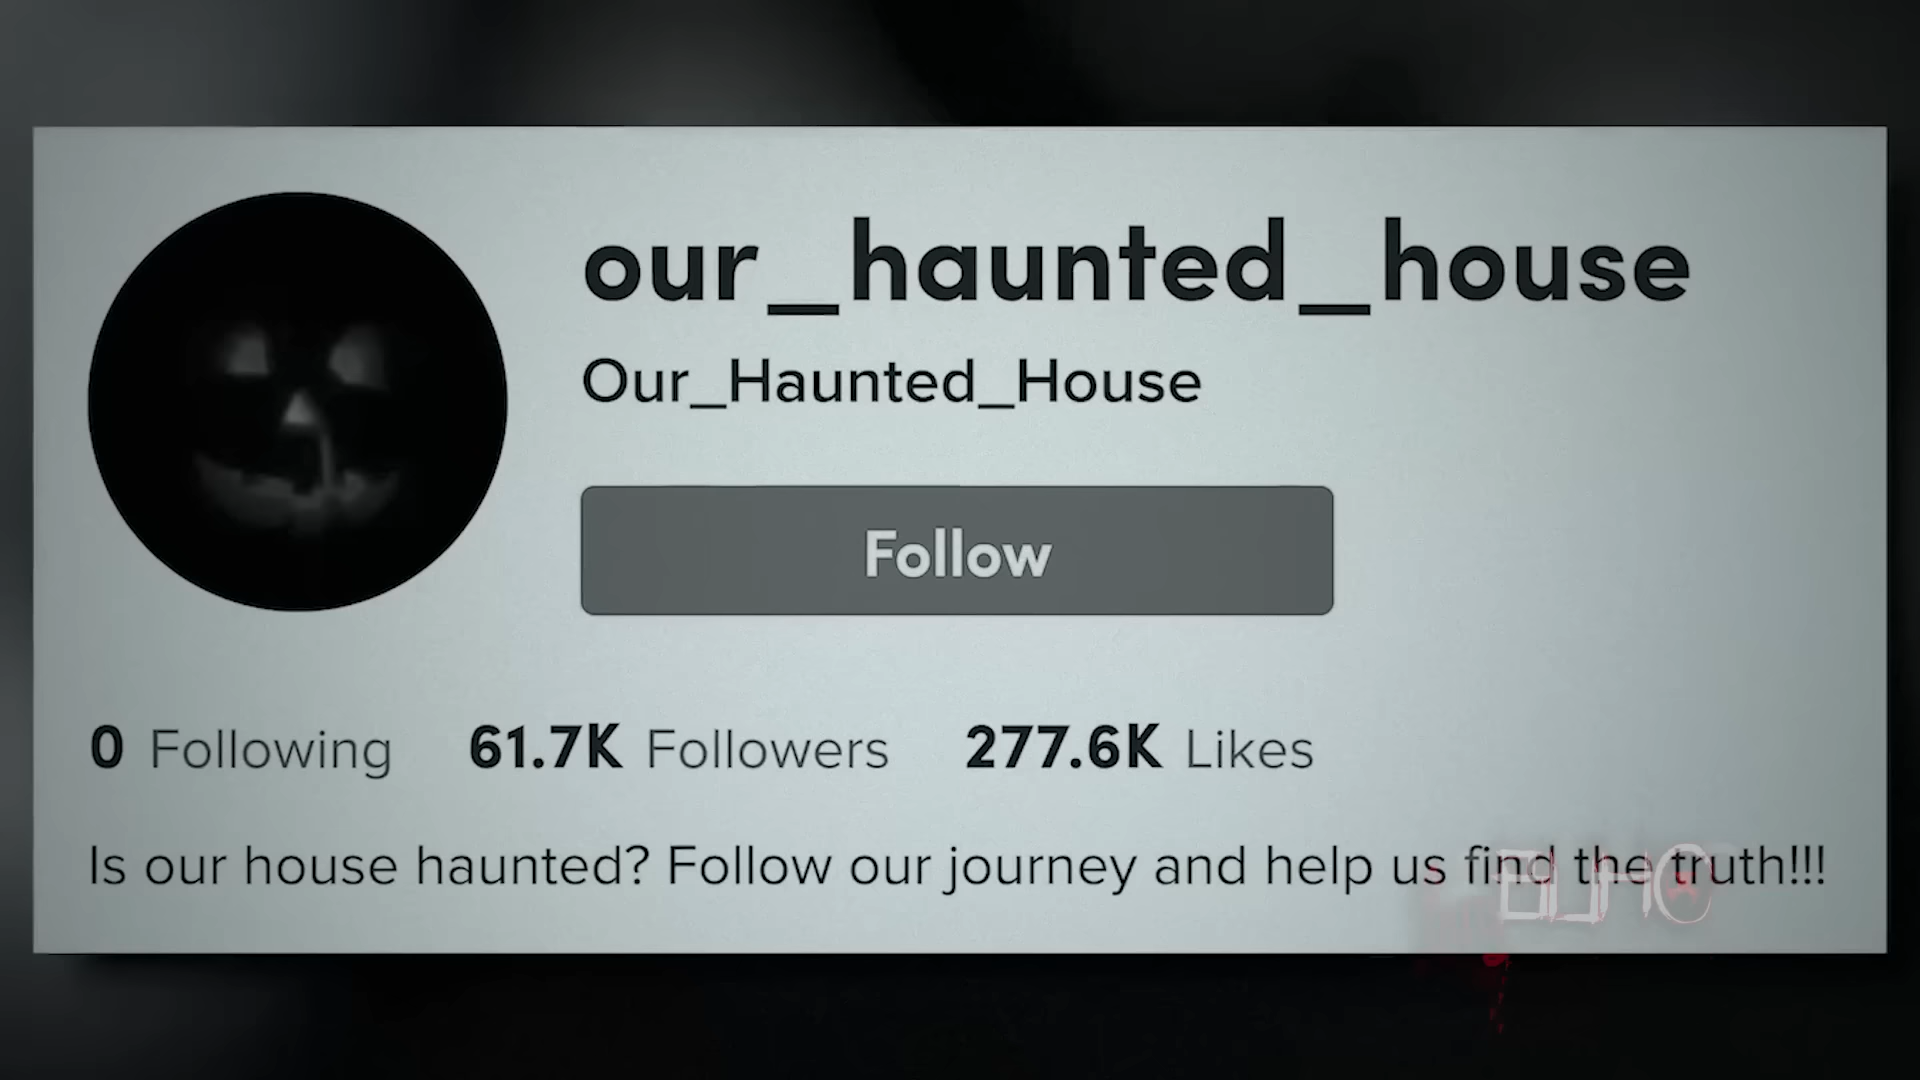 our_haunted_house
Our_Haunted_House
Follow
0 Following 61.7K Followers 277.6K Likes
Is our house haunted? Follow our journey and help us find the truth!!!